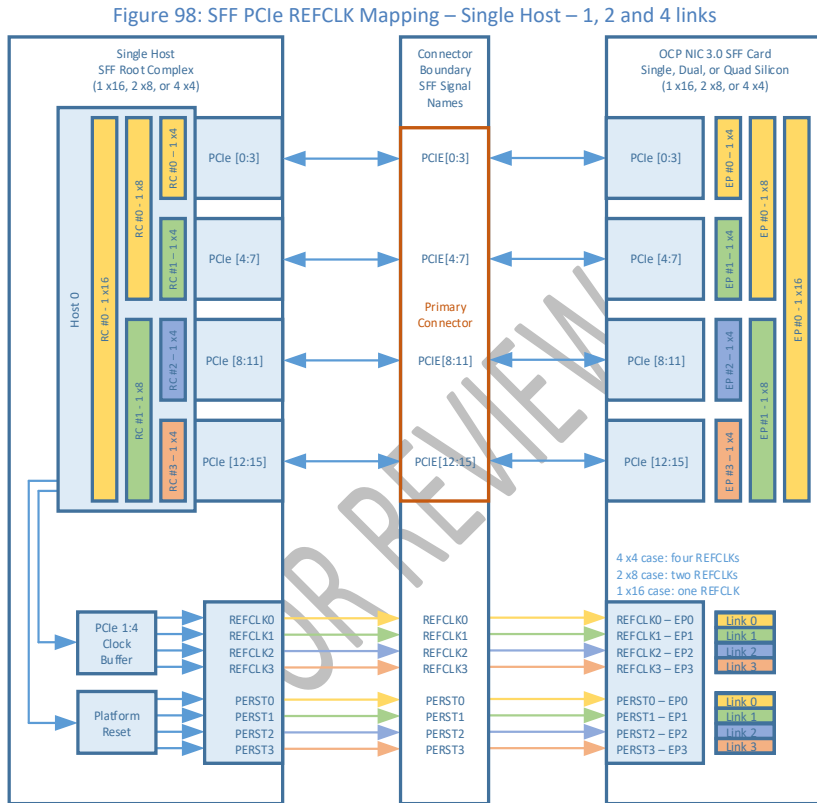 Figure 98: SFF PCIe REFCLK Mapping – Single Host – 1, 2 and 4 links
Single Host
SFF Root Complex
(1 x16, 2 x8, or 4 x4)
Connector
Boundary
SFF Signal
Names
OCP NIC 3.0 SFF Card
Single, Dual, or Quad Silicon
(1 x16, 2 x8, or 4 x4)
Host 0
RC #0 - 1 x16
RC #0 - 1 x8
RC #1 - 1 x8
RC #0 – 1 x4
RC #1 – 1 x4
RC #2 – 1 x4
RC #3 – 1 x4
PCIe [0:3]
PCIe [4:7]
PCIe [8:11]
PCIe [12:15]
PCIE[0:3]
PCIE[4:7]
Primary
Connector
PCIE[8:11]
PCIE[12:15]
PCIe [0:3]
PCIe [4:7]
PCIe [8:11]
PCIe [12:15]
EP #0 – 1 x4
EP #1 – 1 x4
EP #2 – 1 x4
EP #3 – 1 x4
EP #0 - 1 x8
EP #1 - 1 x8
EP #0 - 1 x16
4 x4 case: four REFCLKs
2 x8 case: two REFCLKs
1 x16 case: one REFCLK
PCIe 1:4
Clock
Buffer
REFCLK0
REFCLK1
REFCLK2
REFCLK3
REFCLK0
REFCLK1
REFCLK2
REFCLK3
REFCLK0 – EP0
REFCLK1 – EP1
REFCLK2 – EP2
REFCLK3 – EP3
Link 0
Link 1
Link 2
Link 3
Platform
Reset
PERST0
PERST1
PERST2
PERST3
PERST0
PERST1
PERST2
PERST3
PERST0 – EP0
PERST1 – EP1
PERST2 – EP2
PERST3 – EP3
Link 0
Link 1
Link 2
Link 3
OR REVIEW